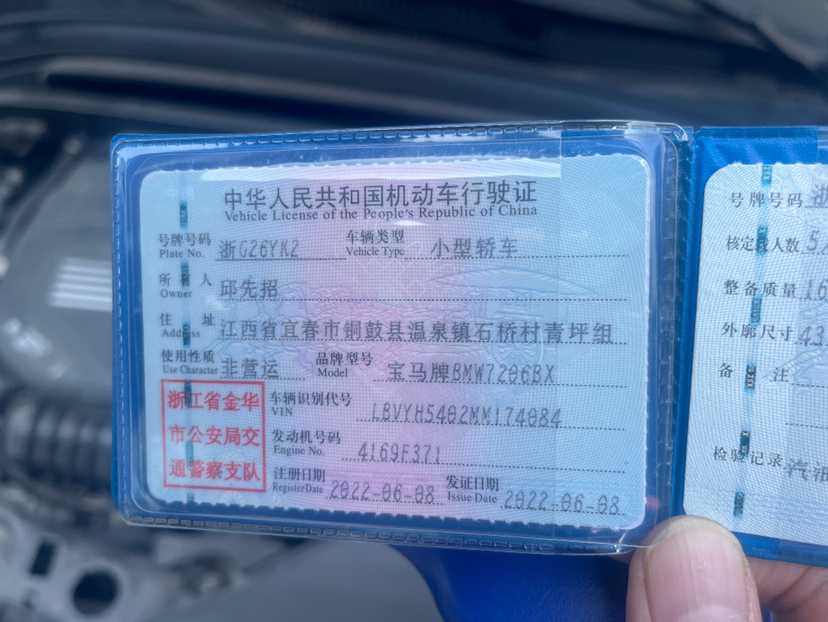 中华人民共和国机动车行驶证
Vehicle License of the People's Republic of China
号牌号码 Plate No. 浙G26YK2 车辆类型 Vehicle Type 小型轿车
所有人 Owner 邱先招
住址 Address 江西省宜春市铜鼓县温泉镇石桥村青坪组
使用性质 Use Character 非营运 品牌型号 Model 宝马牌BMW7206BX
浙江省金华
市公安局交
通警察支队
车辆识别代号 VIN LBVYH5402MM174084
发动机号码 Engine No. 4169F371
注册日期 Register Date 2022-06-08 发证日期 Issue Date 2022-06-08
号牌号码 浙
核定载人数 5
整备质量 16
外廓尺寸 43
备注
检验记录 汽油